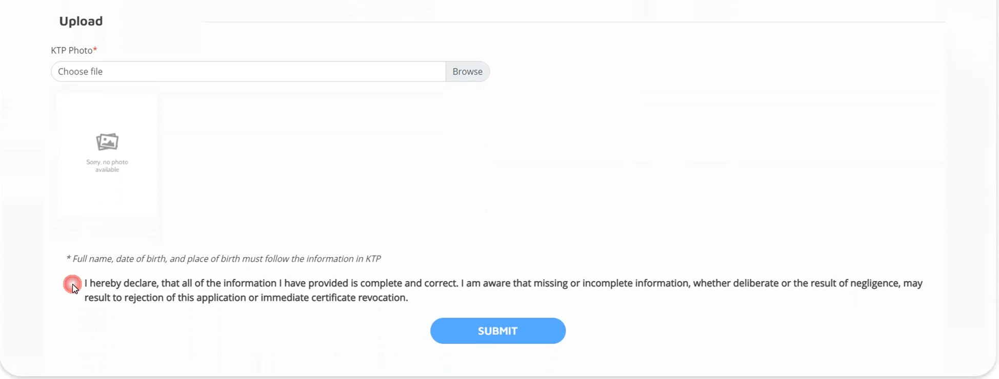 Upload
KTP Photo*
Choose file
Browse
Sorry, no photo
available
* Full name, date of birth, and place of birth must follow the information in KTP
I hereby declare, that all of the information I have provided is complete and correct. I am aware that missing or incomplete information, whether deliberate or the result of negligence, may
result to rejection of this application or immediate certificate revocation.
SUBMIT